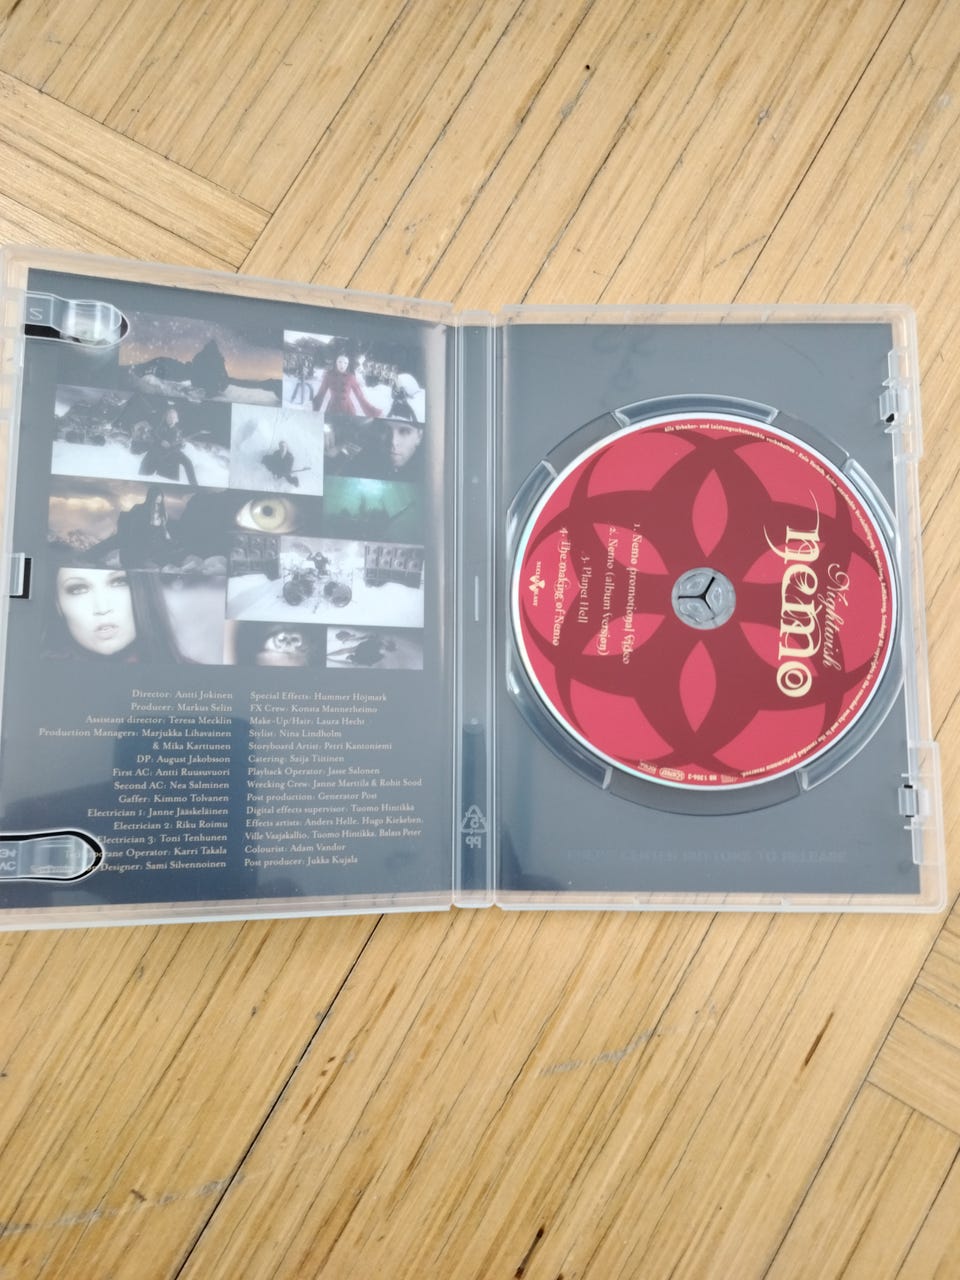 Director: Antti Jokinen
Producer: Markus Selin
Assistant director: Teresa Mecklin
Production Managers: Marjukka Lihavainen
& Mika Karttunen
DP: August Jakobsson
First AC: Antti Ruusuvuori
Second AC: Nea Salminen
Gaffer: Kimmo Tolvanen
Electrician 1: Janne Jääskeläinen
Electrician 2: Riku Roimu
Electrician 3: Toni Tenhunen
Operator: Karri Takala
Designer: Sami Silvennoinen
Special Effects: Hummer Hojmark
FX Crew: Konsta Mannerheimo
Make-Up/Hair: Laura Hecht
Stylist: Nina Lindholm
Storyboard Artist: Petri Kantoniemi
Catering: Saija Tiitinen
Playback Operator: Jasse Salonen
Wrecking Crew: Janne Marttila & Rohit Sood
Post production: Generator Post
Digital effects supervisor: Tuomo Hintikka
Effects artists: Anders Helle, Hugo Kiekeben,
Ville Vaajakallio, Tuomo Hintikka, Balass Peter
Colourist: Adam Vandor
Post producer: Jukka Kujala
Nightwish
nemo
1. Nemo promotional video
2. Nemo (album version)
3. Planet Hell
4. The making of Nemo
NUCLEAR BLAST
5
PP